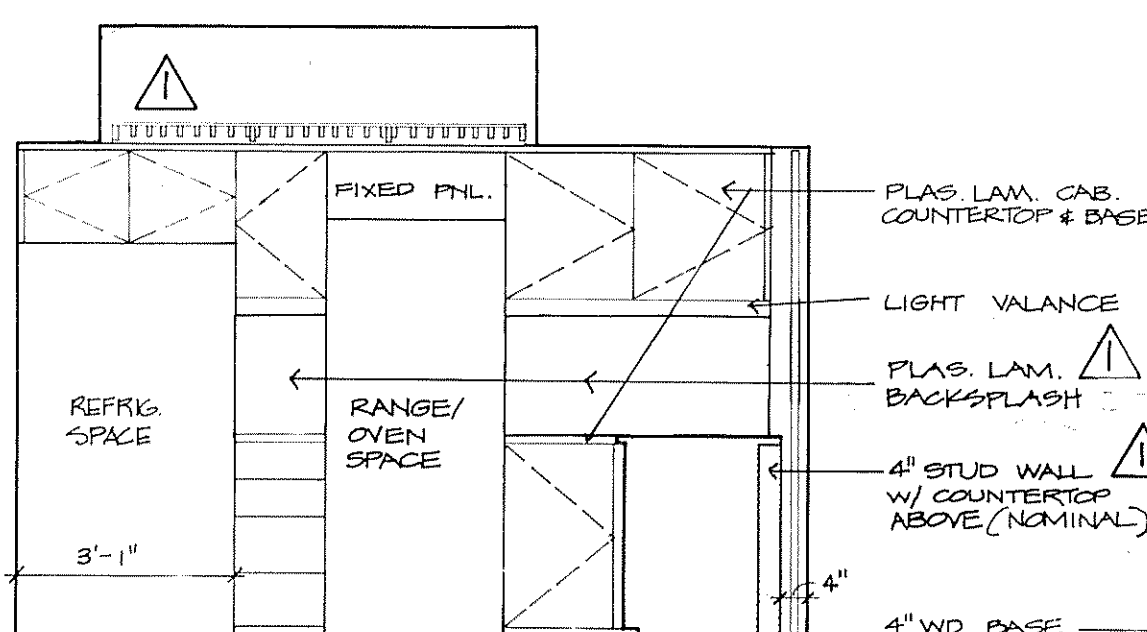 1
FIXED PNL.
PLAS. LAM. CAB.
COUNTERTOP & BASE
LIGHT VALANCE
1
PLAS. LAM.
BACKSPLASH
REFRIG.
SPACE
RANGE/
OVEN
SPACE
1
4" STUD WALL
W/ COUNTERTOP
ABOVE (NOMINAL)
3'-1"
4"
4" WD. BASE